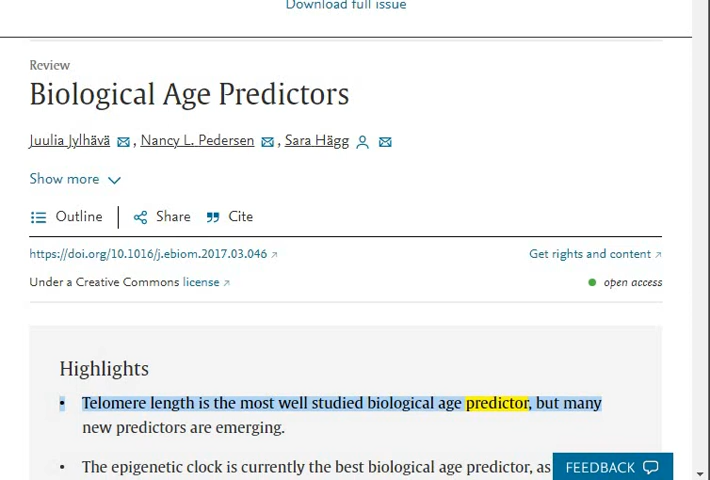 Download full issue
Review
Biological Age Predictors
Juulia Jylhävä , Nancy L. Pedersen , Sara Hägg
Show more
Outline Share Cite
https://doi.org/10.1016/j.ebiom.2017.03.046 Get rights and content
Under a Creative Commons license open access
Highlights
• Telomere length is the most well studied biological age predictor, but many
new predictors are emerging.
• The epigenetic clock is currently the best biological age predictor, as
FEEDBACK